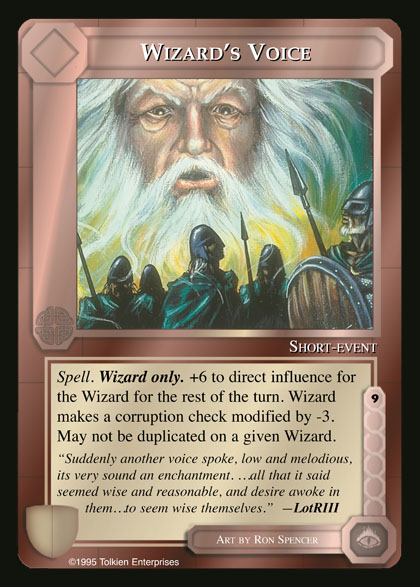 WIZARD'S VOICE
SHORT-EVENT
Spell. Wizard only. +6 to direct influence for
the Wizard for the rest of the turn. Wizard
makes a corruption check modified by -3.
May not be duplicated on a given Wizard.
9
“Suddenly another voice spoke, low and melodious,
its very sound an enchantment. . .all that it said
seemed wise and reasonable, and desire awoke in
them…to seem wise themselves.” —LotRIII
ART BY RON SPENCER
©1995 Tolkien Enterprises